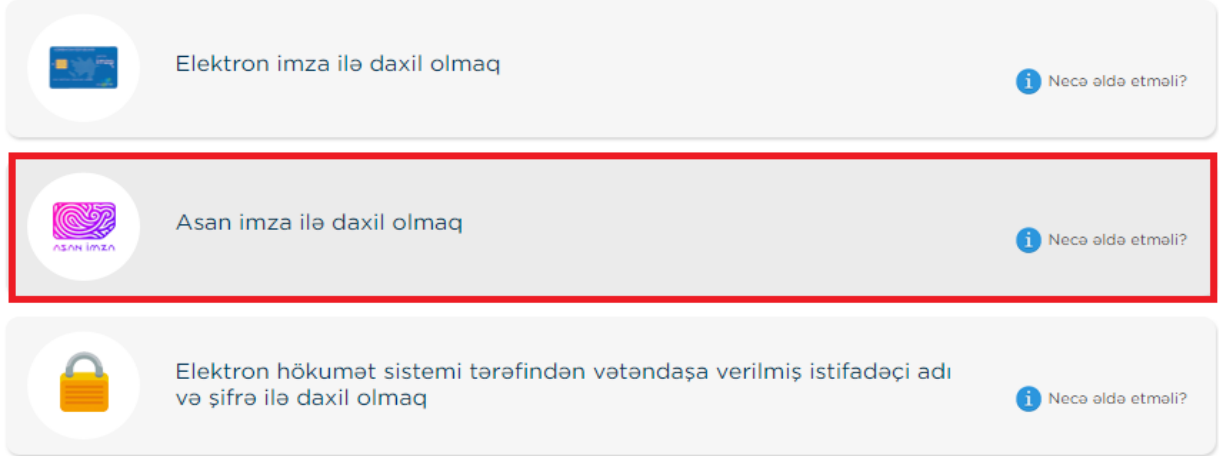 Elektron imza ilə daxil olmaq
Necə əldə etməli?
Asan imza ilə daxil olmaq
ASAN İMZA
Necə əldə etməli?
Elektron hökumət sistemi tərəfindən vətəndaşa verilmiş istifadəçi adı
və şifrə ilə daxil olmaq
Necə əldə etməli?